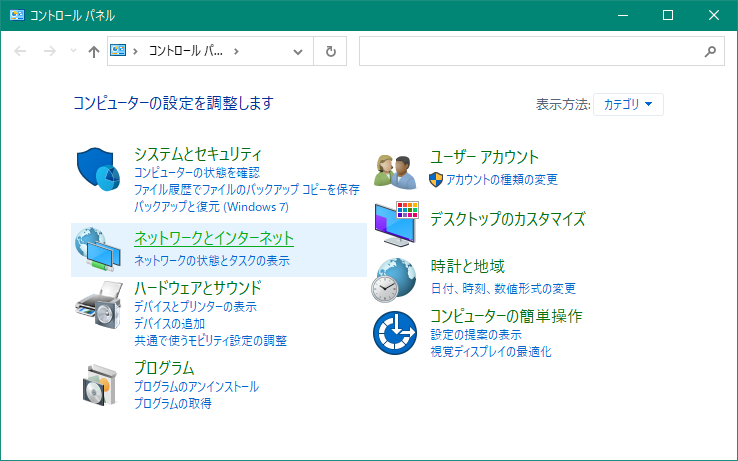 コントロール パネル
コントロール パ...
コンピューターの設定を調整します
表示方法: カテゴリ
システムとセキュリティ
コンピューターの状態を確認
ファイル履歴でファイルのバックアップ コピーを保存
バックアップと復元 (Windows 7)
ネットワークとインターネット
ネットワークの状態とタスクの表示
ハードウェアとサウンド
デバイスとプリンターの表示
デバイスの追加
共通で使うモビリティ設定の調整
プログラム
プログラムのアンインストール
プログラムの取得
ユーザー アカウント
アカウントの種類の変更
デスクトップのカスタマイズ
時計と地域
日付、時刻、数値形式の変更
コンピューターの簡単操作
設定の提案の表示
視覚ディスプレイの最適化